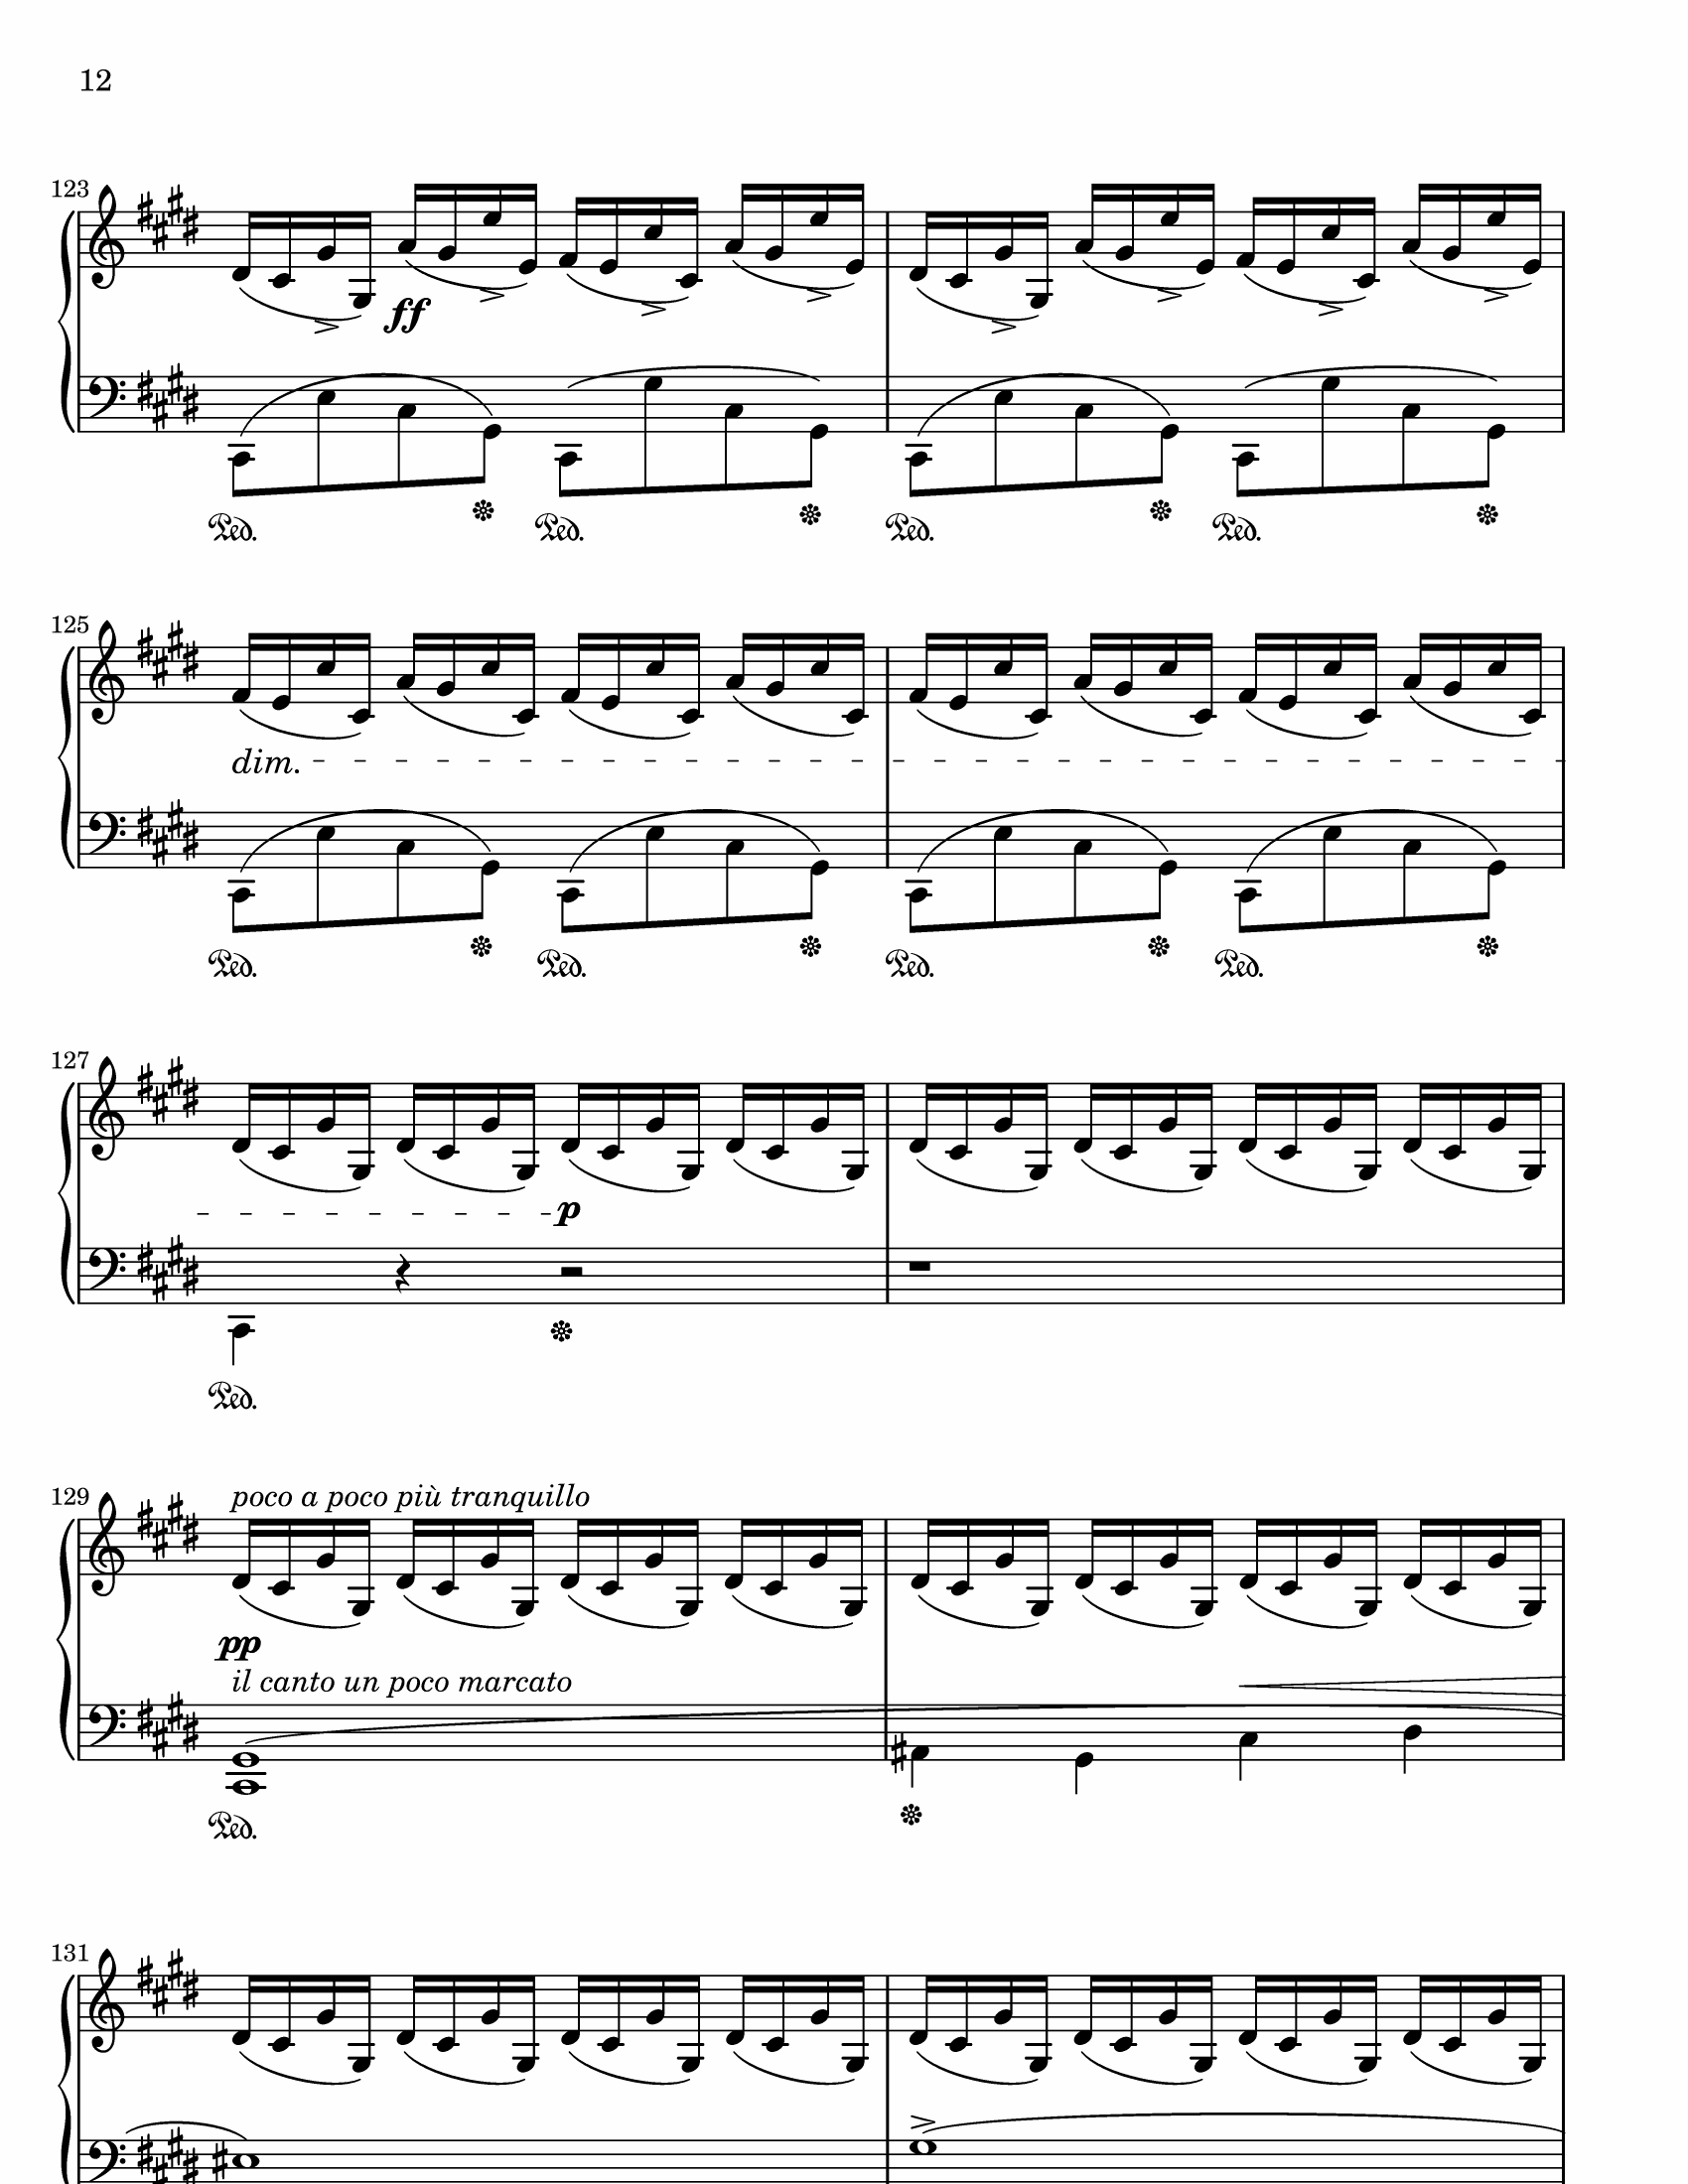 12
123
ff
Ped. Ped. Ped. Ped.
125
dim.
Ped. Ped. Ped. Ped.
127
p
Ped.
129
poco a poco più tranquillo
pp
il canto un poco marcato
Ped.
131